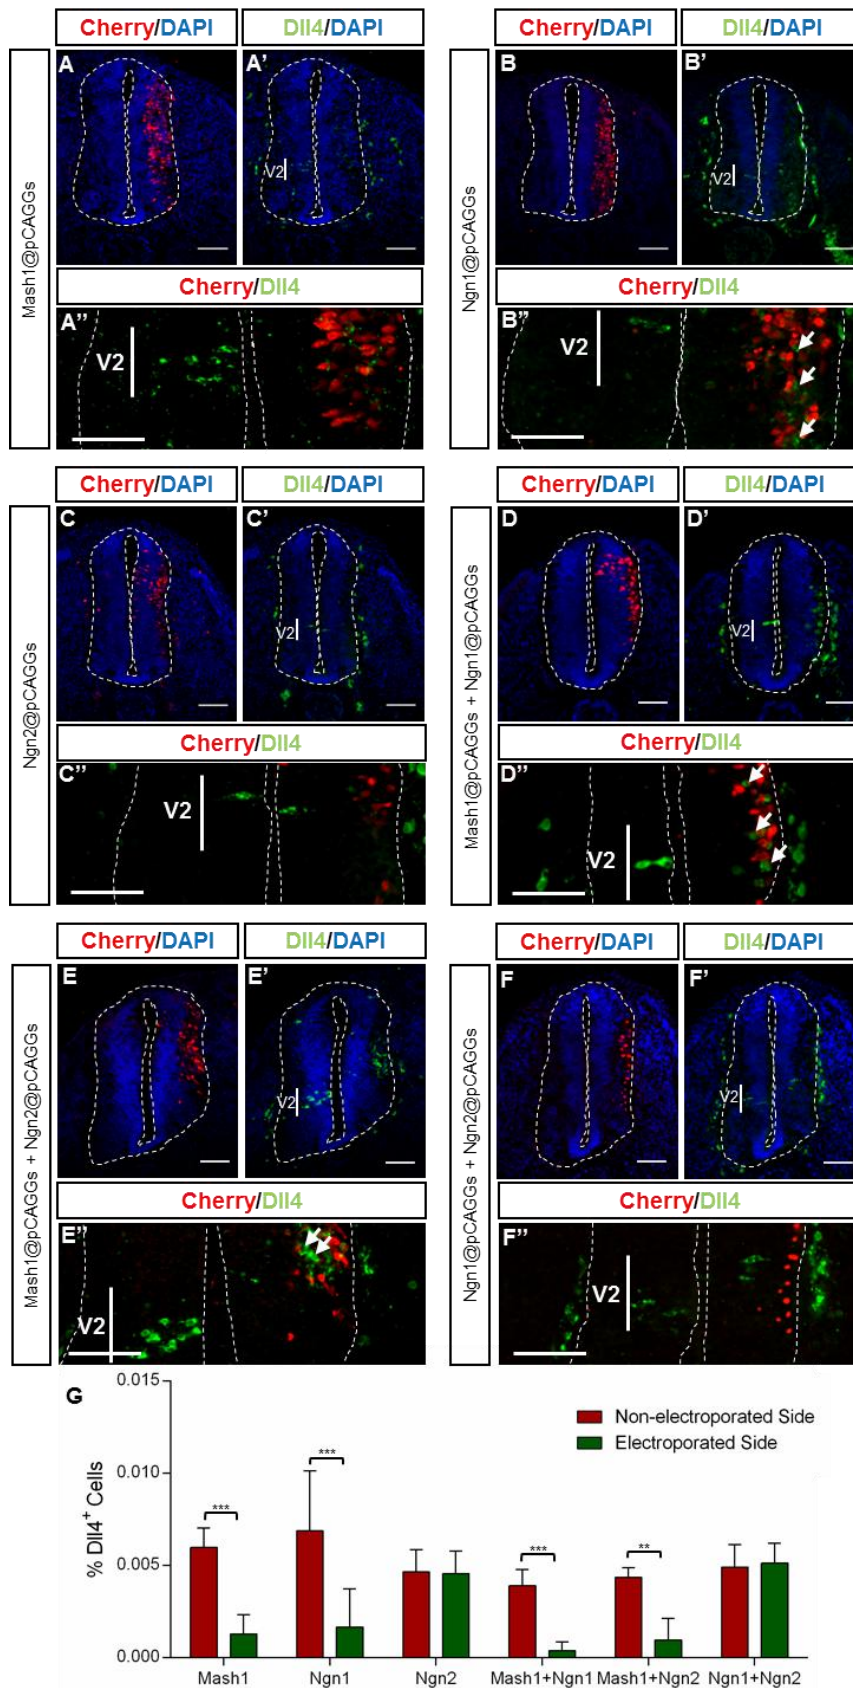 Cherry/DAPI
Dll4/DAPI
Cherry/DAPI
Dll4/DAPI
Mash1@pCAGGs
A
A'
V2
Ngn1@pCAGGs
B
B'
V2
Cherry/Dll4
Cherry/Dll4
A''
V2
B''
V2
Cherry/DAPI
Dll4/DAPI
Cherry/DAPI
Dll4/DAPI
Ngn2@pCAGGs
C
C'
V2
Mash1@pCAGGs + Ngn1@pCAGGs
D
D'
V2
Cherry/Dll4
Cherry/Dll4
C''
V2
D''
V2
Cherry/DAPI
Dll4/DAPI
Cherry/DAPI
Dll4/DAPI
Mash1@pCAGGs + Ngn2@pCAGGs
E
E'
V2
Ngn1@pCAGGs + Ngn2@pCAGGs
F
F'
V2
Cherry/Dll4
Cherry/Dll4
E''
V2
F''
V2
G
% Dll4+ Cells
0.015
0.010
0.005
0.000
Non-electroporated Side
Electroporated Side
***
***
***
**
Mash1
Ngn1
Ngn2
Mash1+Ngn1
Mash1+Ngn2
Ngn1+Ngn2